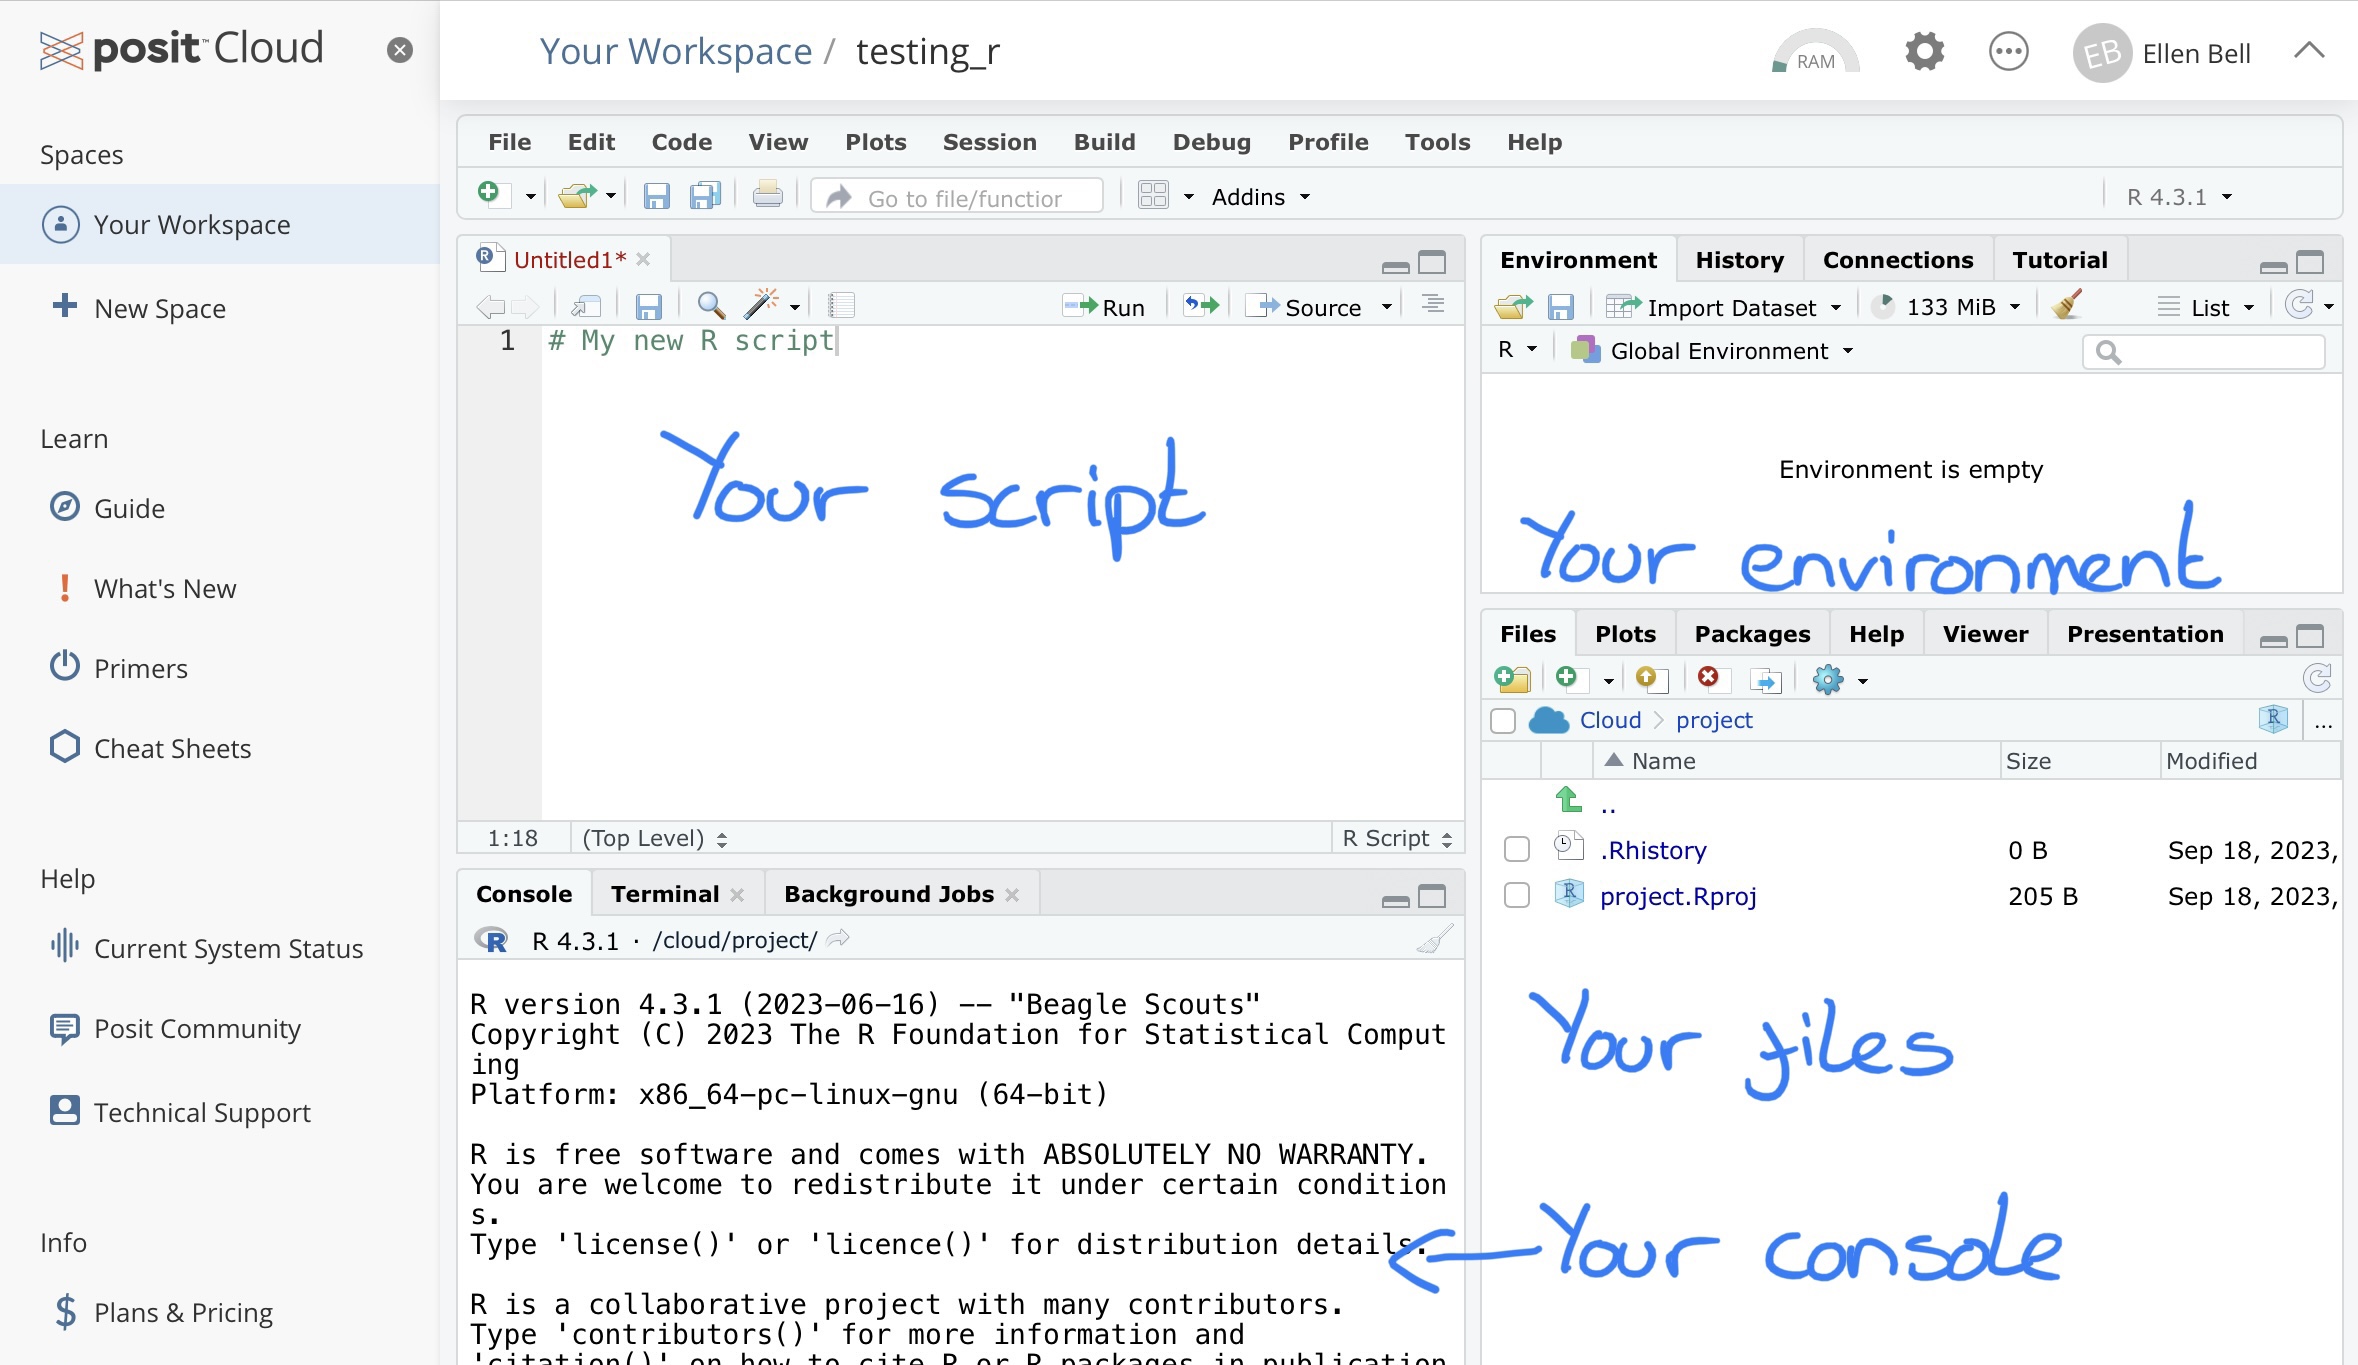 posit Cloud
Your Workspace / testing_r
RAM
EB
Ellen Bell
Spaces
Your Workspace
New Space
Learn
Guide
What's New
Primers
Cheat Sheets
Help
Current System Status
Posit Community
Technical Support
Info
Plans & Pricing
File Edit Code View Plots Session Build Debug Profile Tools Help
Go to file/function
Addins
R 4.3.1
Untitled1*
Run
Source
1 # My new R script
Your script
1:18 (Top Level)
R Script
Console Terminal Background Jobs
R 4.3.1 · /cloud/project/
R version 4.3.1 (2023-06-16) -- "Beagle Scouts"
Copyright (C) 2023 The R Foundation for Statistical Comput
ing
Platform: x86_64-pc-linux-gnu (64-bit)
R is free software and comes with ABSOLUTELY NO WARRANTY.
You are welcome to redistribute it under certain condition
s.
Type 'license()' or 'licence()' for distribution details.
R is a collaborative project with many contributors.
Type 'contributors()' for more information and
'citation()' on how to cite R or R packages in publication
Environment History Connections Tutorial
Import Dataset 133 MiB List
R Global Environment
Environment is empty
Your environment
Files Plots Packages Help Viewer Presentation
Cloud project
R ...
Name Size Modified
..
.Rhistory 0 B Sep 18, 2023,
project.Rproj 205 B Sep 18, 2023,
Your files
Your console